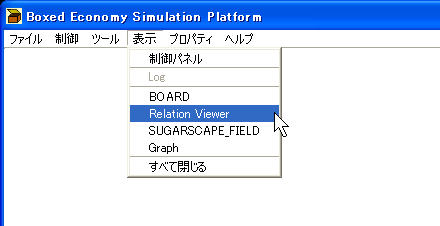 Boxed Economy Simulation Platform
ファイル 制御 ツール 表示 プロパティ ヘルプ
制御パネル
Log
BOARD
Relation Viewer
SUGARSCAPE_FIELD
Graph
すべて閉じる